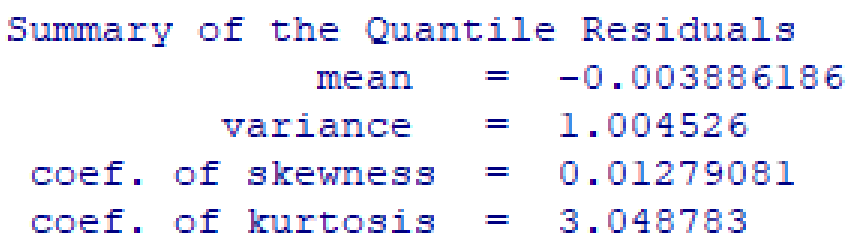 Summary of the Quantile Residuals
mean = -0.003886186
variance = 1.004526
coef. of skewness = 0.01279081
coef. of kurtosis = 3.048783